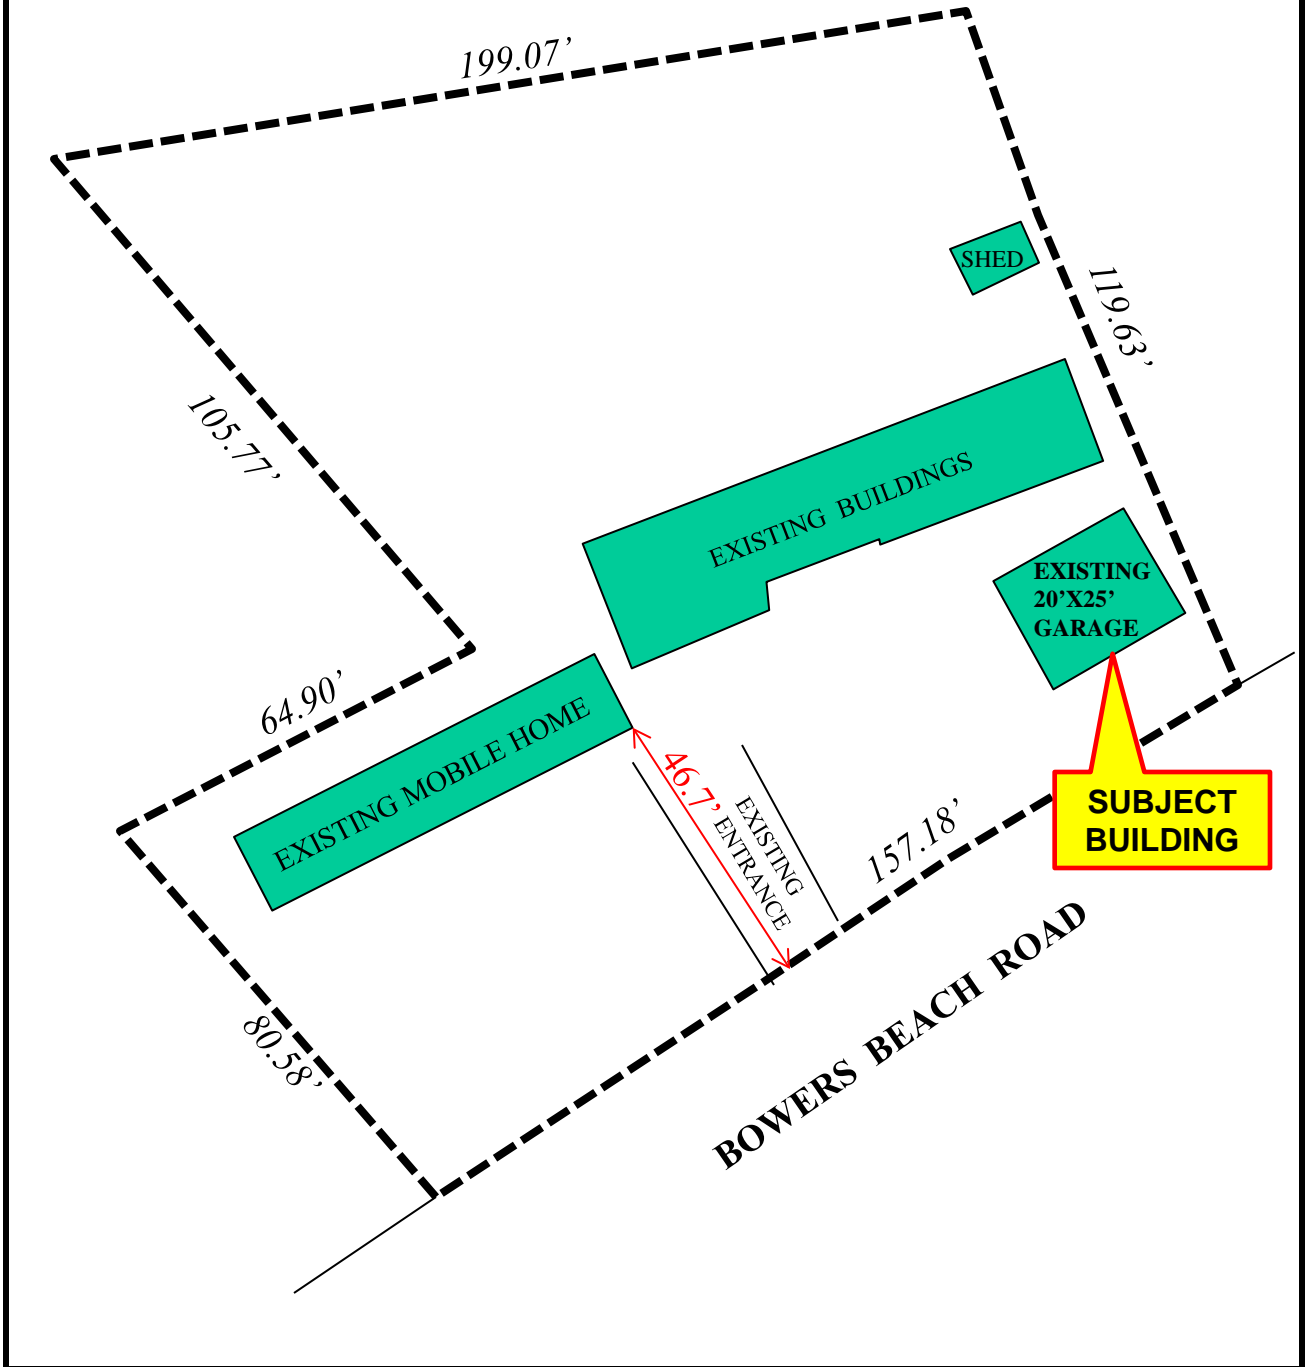 199.07’
SHED
119.63’
105.77’
EXISTING BUILDINGS
EXISTING
20’X25’
GARAGE
64.90’
EXISTING MOBILE HOME
46.7’
EXISTING
ENTRANCE
157.18’
SUBJECT
BUILDING
80.58’
BOWERS BEACH ROAD